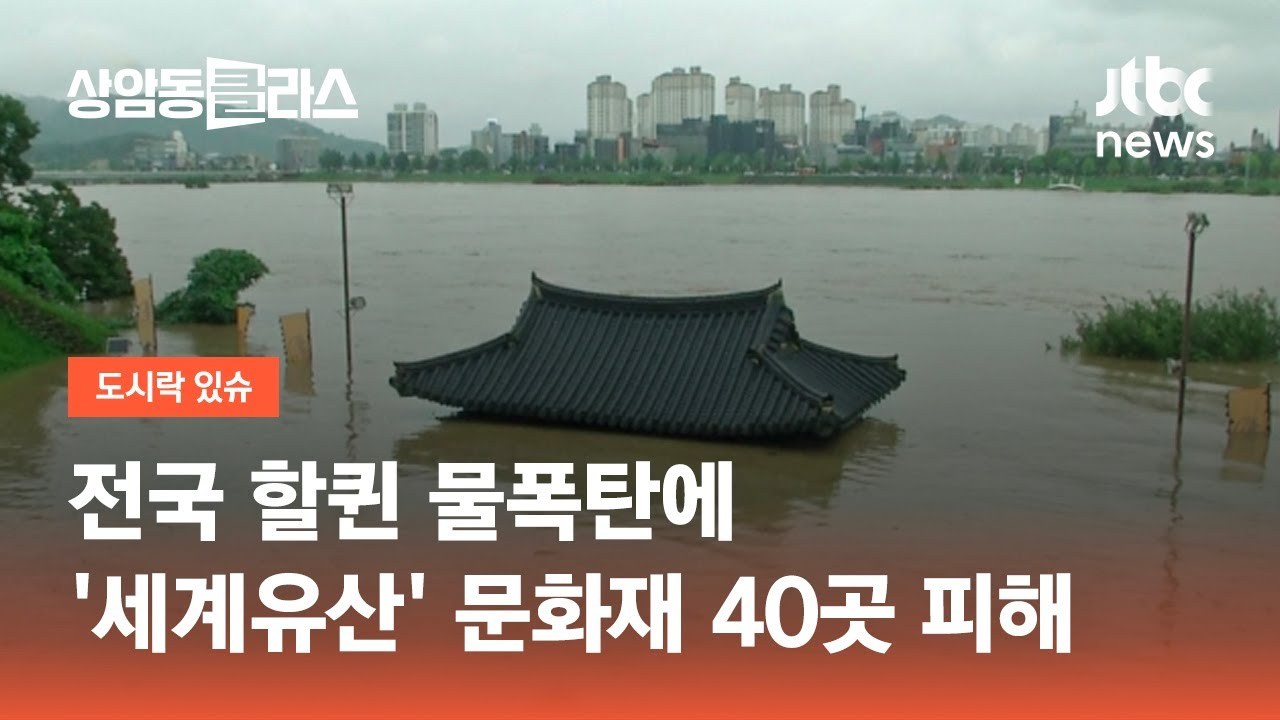 상암동클라스
jtbc
news
도시락 있슈
전국 할퀸 물폭탄에
'세계유산' 문화재 40곳 피해